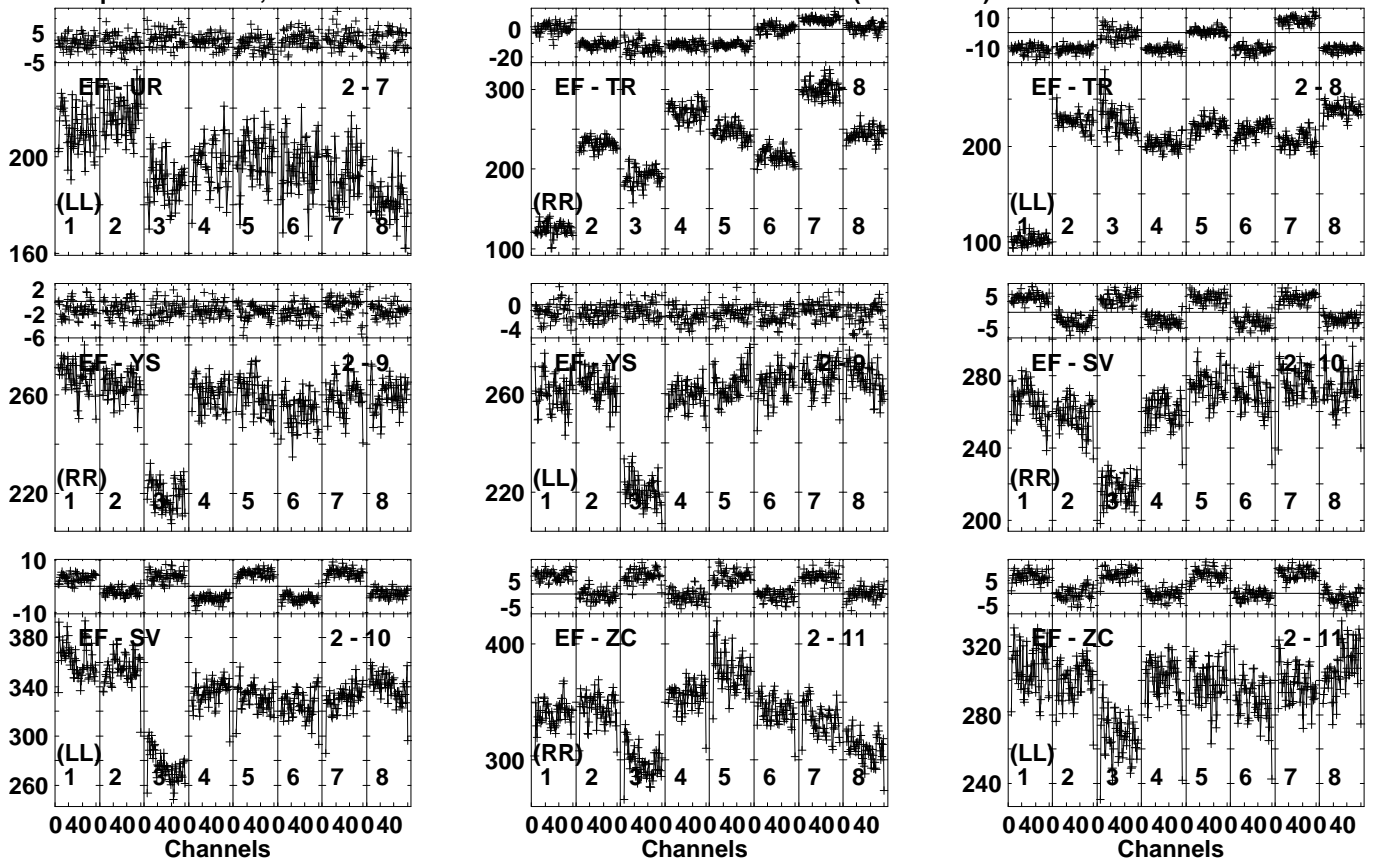 5
-5
EF - UR 2 - 7
200
(LL)
1 2 3 4 5 6 7 8
160
0
-20
300
EF - TR 2 - 8
200
(RR)
1 2 3 4 5 6 7 8
100
10
-10
EF - TR 2 - 8
200
(LL)
1 2 3 4 5 6 7 8
100
2
-2
-6
EF - YS 2 - 9
260
(RR)
220
1 2 3 4 5 6 7 8
0
-4
EF - YS 2 - 9
260
(LL)
220
1 2 3 4 5 6 7 8
5
-5
EF - SV 2 - 10
280
240
(RR)
1 2 3 4 5 6 7 8
200
10
-10
380
EF - SV 2 - 10
340
300
(LL)
260
1 2 3 4 5 6 7 8
0 40 0 40 0 40 0 40 0 40 0 40 0 40 0 40
Channels
5
-5
400
EF - ZC 2 - 11
300
(RR)
1 2 3 4 5 6 7 8
0 40 0 40 0 40 0 40 0 40 0 40 0 40 0 40
Channels
5
-5
320
EF - ZC 2 - 11
280
(LL)
240
1 2 3 4 5 6 7 8
0 40 0 40 0 40 0 40 0 40 0 40 0 40 0 40
Channels